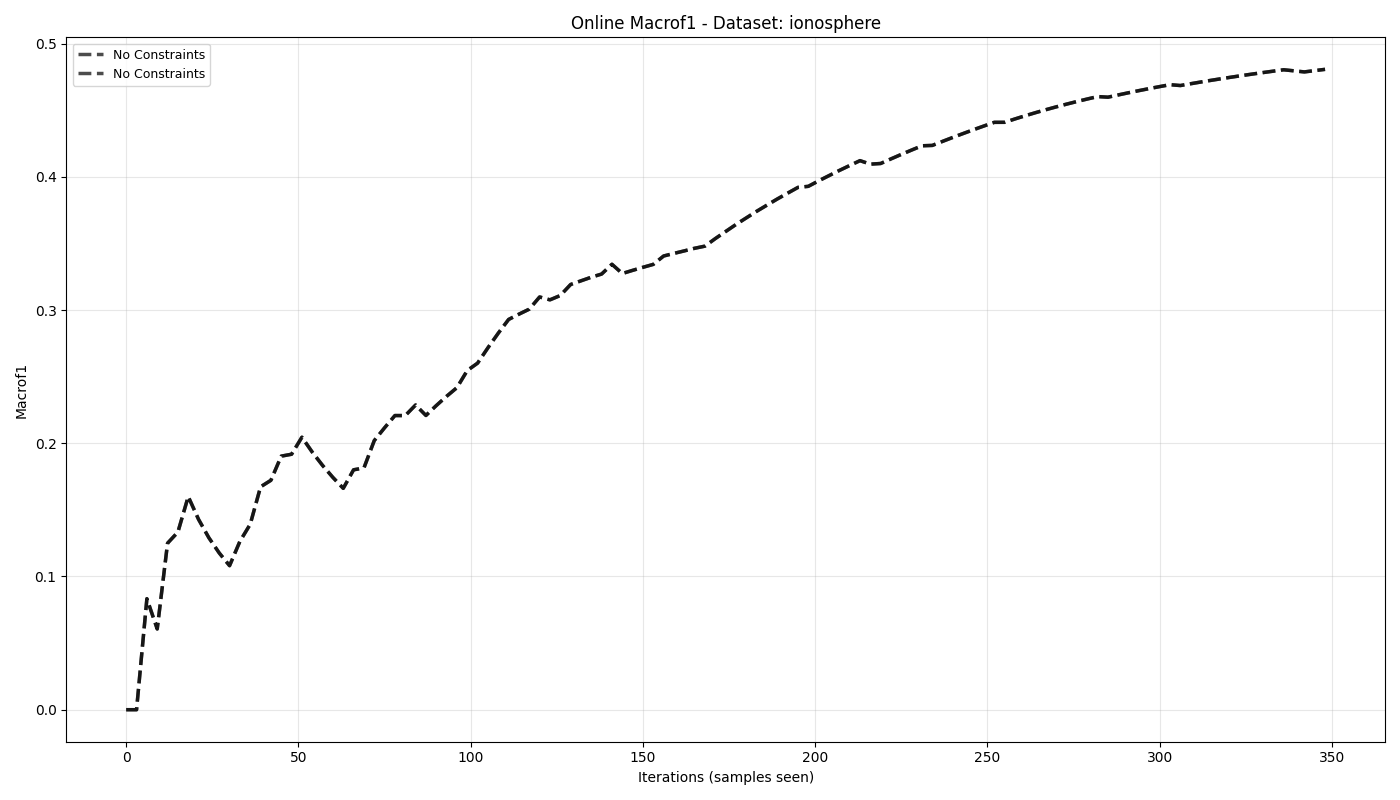 Online Macrof1 - Dataset: ionosphere
No Constraints
No Constraints
Macrof1
0.5
0.4
0.3
0.2
0.1
0.0
0 50 100 150 200 250 300 350
Iterations (samples seen)